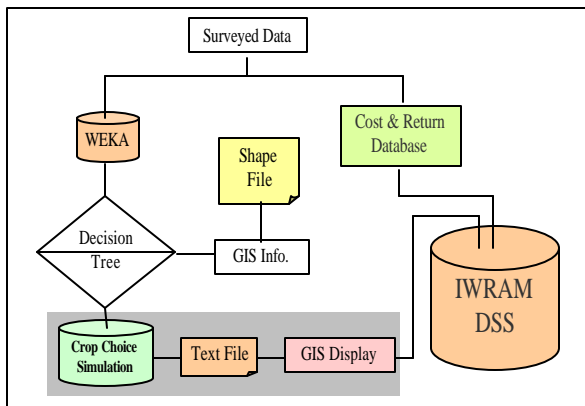 Surveyed Data
WEKA
Cost & Return
Database
Shape
File
Decision
Tree
GIS Info.
IWRAM
DSS
Crop Choice
Simulation
Text File
GIS Display